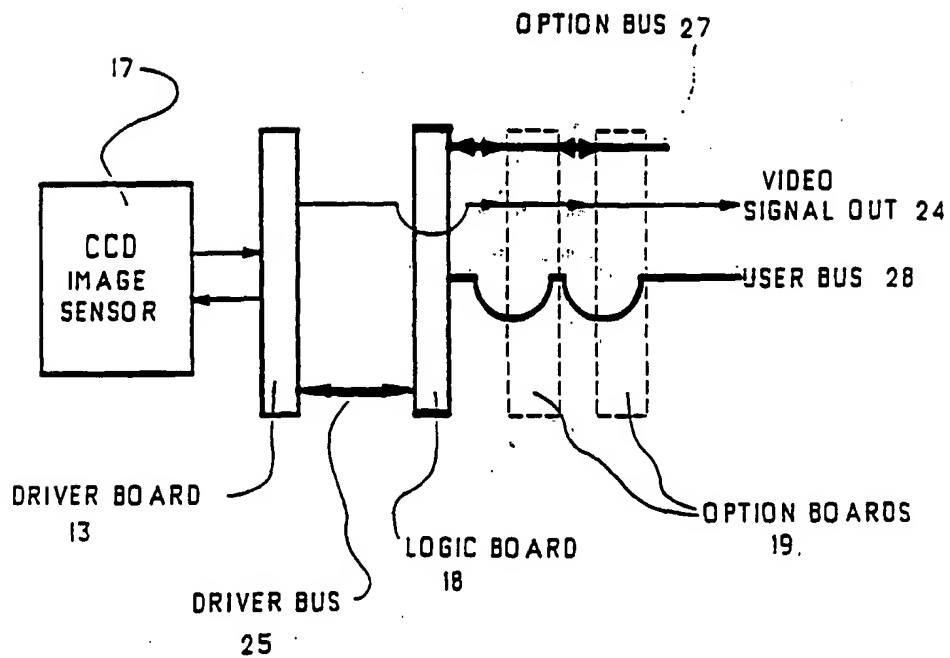 OPTION BUS 27
17
VIDEO
SIGNAL OUT 24
CCD
IMAGE
SENSOR
USER BUS 28
DRIVER BOARD
13
LOGIC BOARD
18
OPTION BOARDS
19.
DRIVER BUS
25